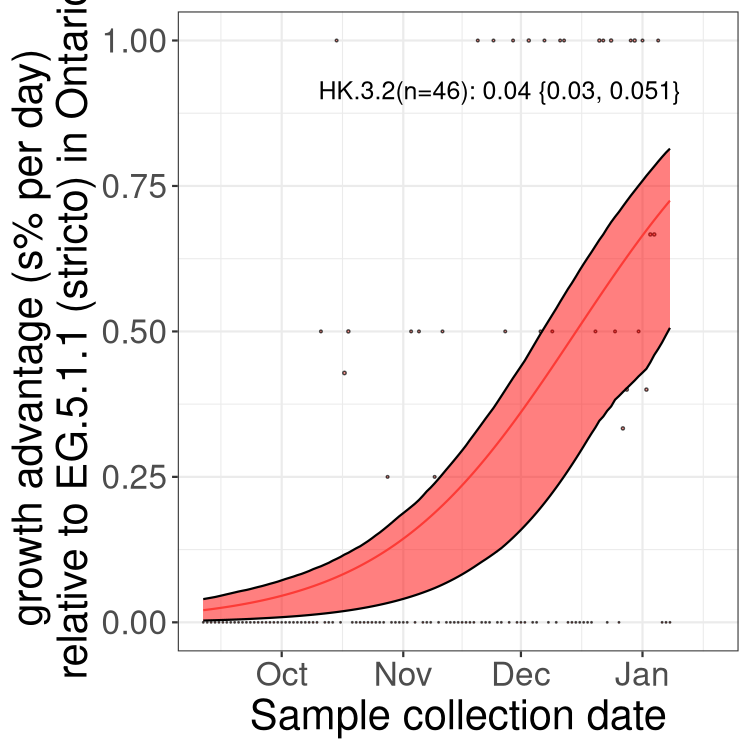 growth advantage (s% per day)
relative to EG.5.1.1 (stricto) in Ontario
1.00
0.75
0.50
0.25
0.00
HK.3.2(n=46): 0.04 {0.03, 0.051}
Oct Nov Dec Jan
Sample collection date